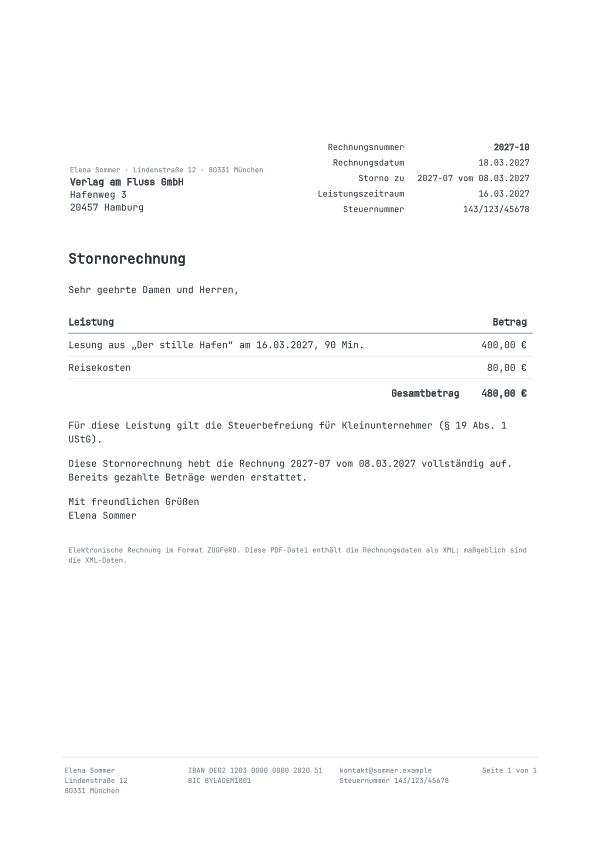 Rechnungsnummer 2027-10
Rechnungsdatum 18.03.2027
Storno zu 2027-07 vom 08.03.2027
Leistungszeitraum 16.03.2027
Steuernummer 143/123/45678
Elena Sommer · Lindenstraße 12 · 80331 München
Verlag am Fluss GmbH
Hafenweg 3
20457 Hamburg
Stornorechnung
Sehr geehrte Damen und Herren,
Leistung Betrag
Lesung aus „Der stille Hafen“ am 16.03.2027, 90 Min. 400,00 €
Reisekosten 80,00 €
Gesamtbetrag 480,00 €
Für diese Leistung gilt die Steuerbefreiung für Kleinunternehmer (§ 19 Abs. 1
UStG).
Diese Stornorechnung hebt die Rechnung 2027-07 vom 08.03.2027 vollständig auf.
Bereits gezahlte Beträge werden erstattet.
Mit freundlichen Grüßen
Elena Sommer
Elektronische Rechnung im Format ZUGFeRD. Diese PDF-Datei enthält die Rechnungsdaten als XML; maßgeblich sind
die XML-Daten.
Elena Sommer
Lindenstraße 12
80331 München
IBAN DE02 1203 0000 0000 2020 51
BIC BYLADEM1001
kontakt@sommer.example
Steuernummer 143/123/45678
Seite 1 von 1